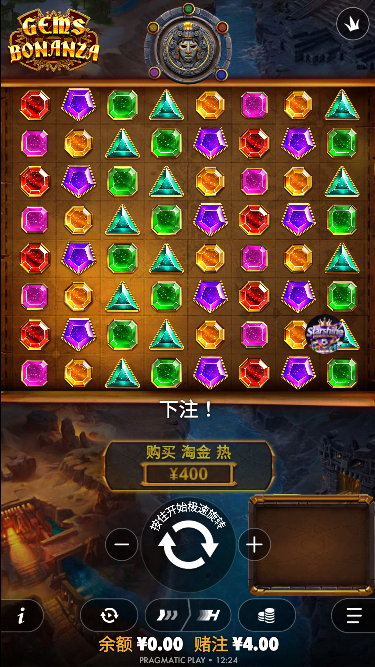 GEMS
BONANZA
Starshine
下注！
购买 淘金 热
¥400
按住开始极速旋转
余额 ¥0.00 赌注 ¥4.00
PRAGMATIC PLAY • 12:24